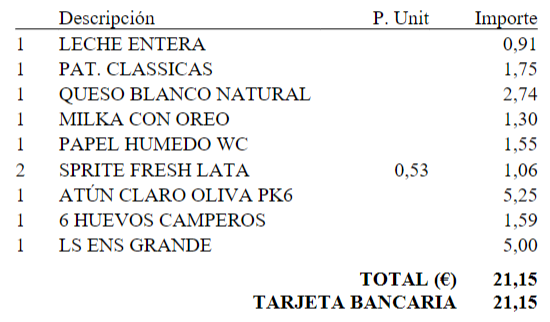 Descripción P. Unit Importe
1 LECHE ENTERA 0,91
1 PAT. CLASSICAS 1,75
1 QUESO BLANCO NATURAL 2,74
1 MILKA CON OREO 1,30
1 PAPEL HUMEDO WC 1,55
2 SPRITE FRESH LATA 0,53 1,06
1 ATÚN CLARO OLIVA PK6 5,25
1 6 HUEVOS CAMPEROS 1,59
1 LS ENS GRANDE 5,00
TOTAL (€) 21,15
TARJETA BANCARIA 21,15